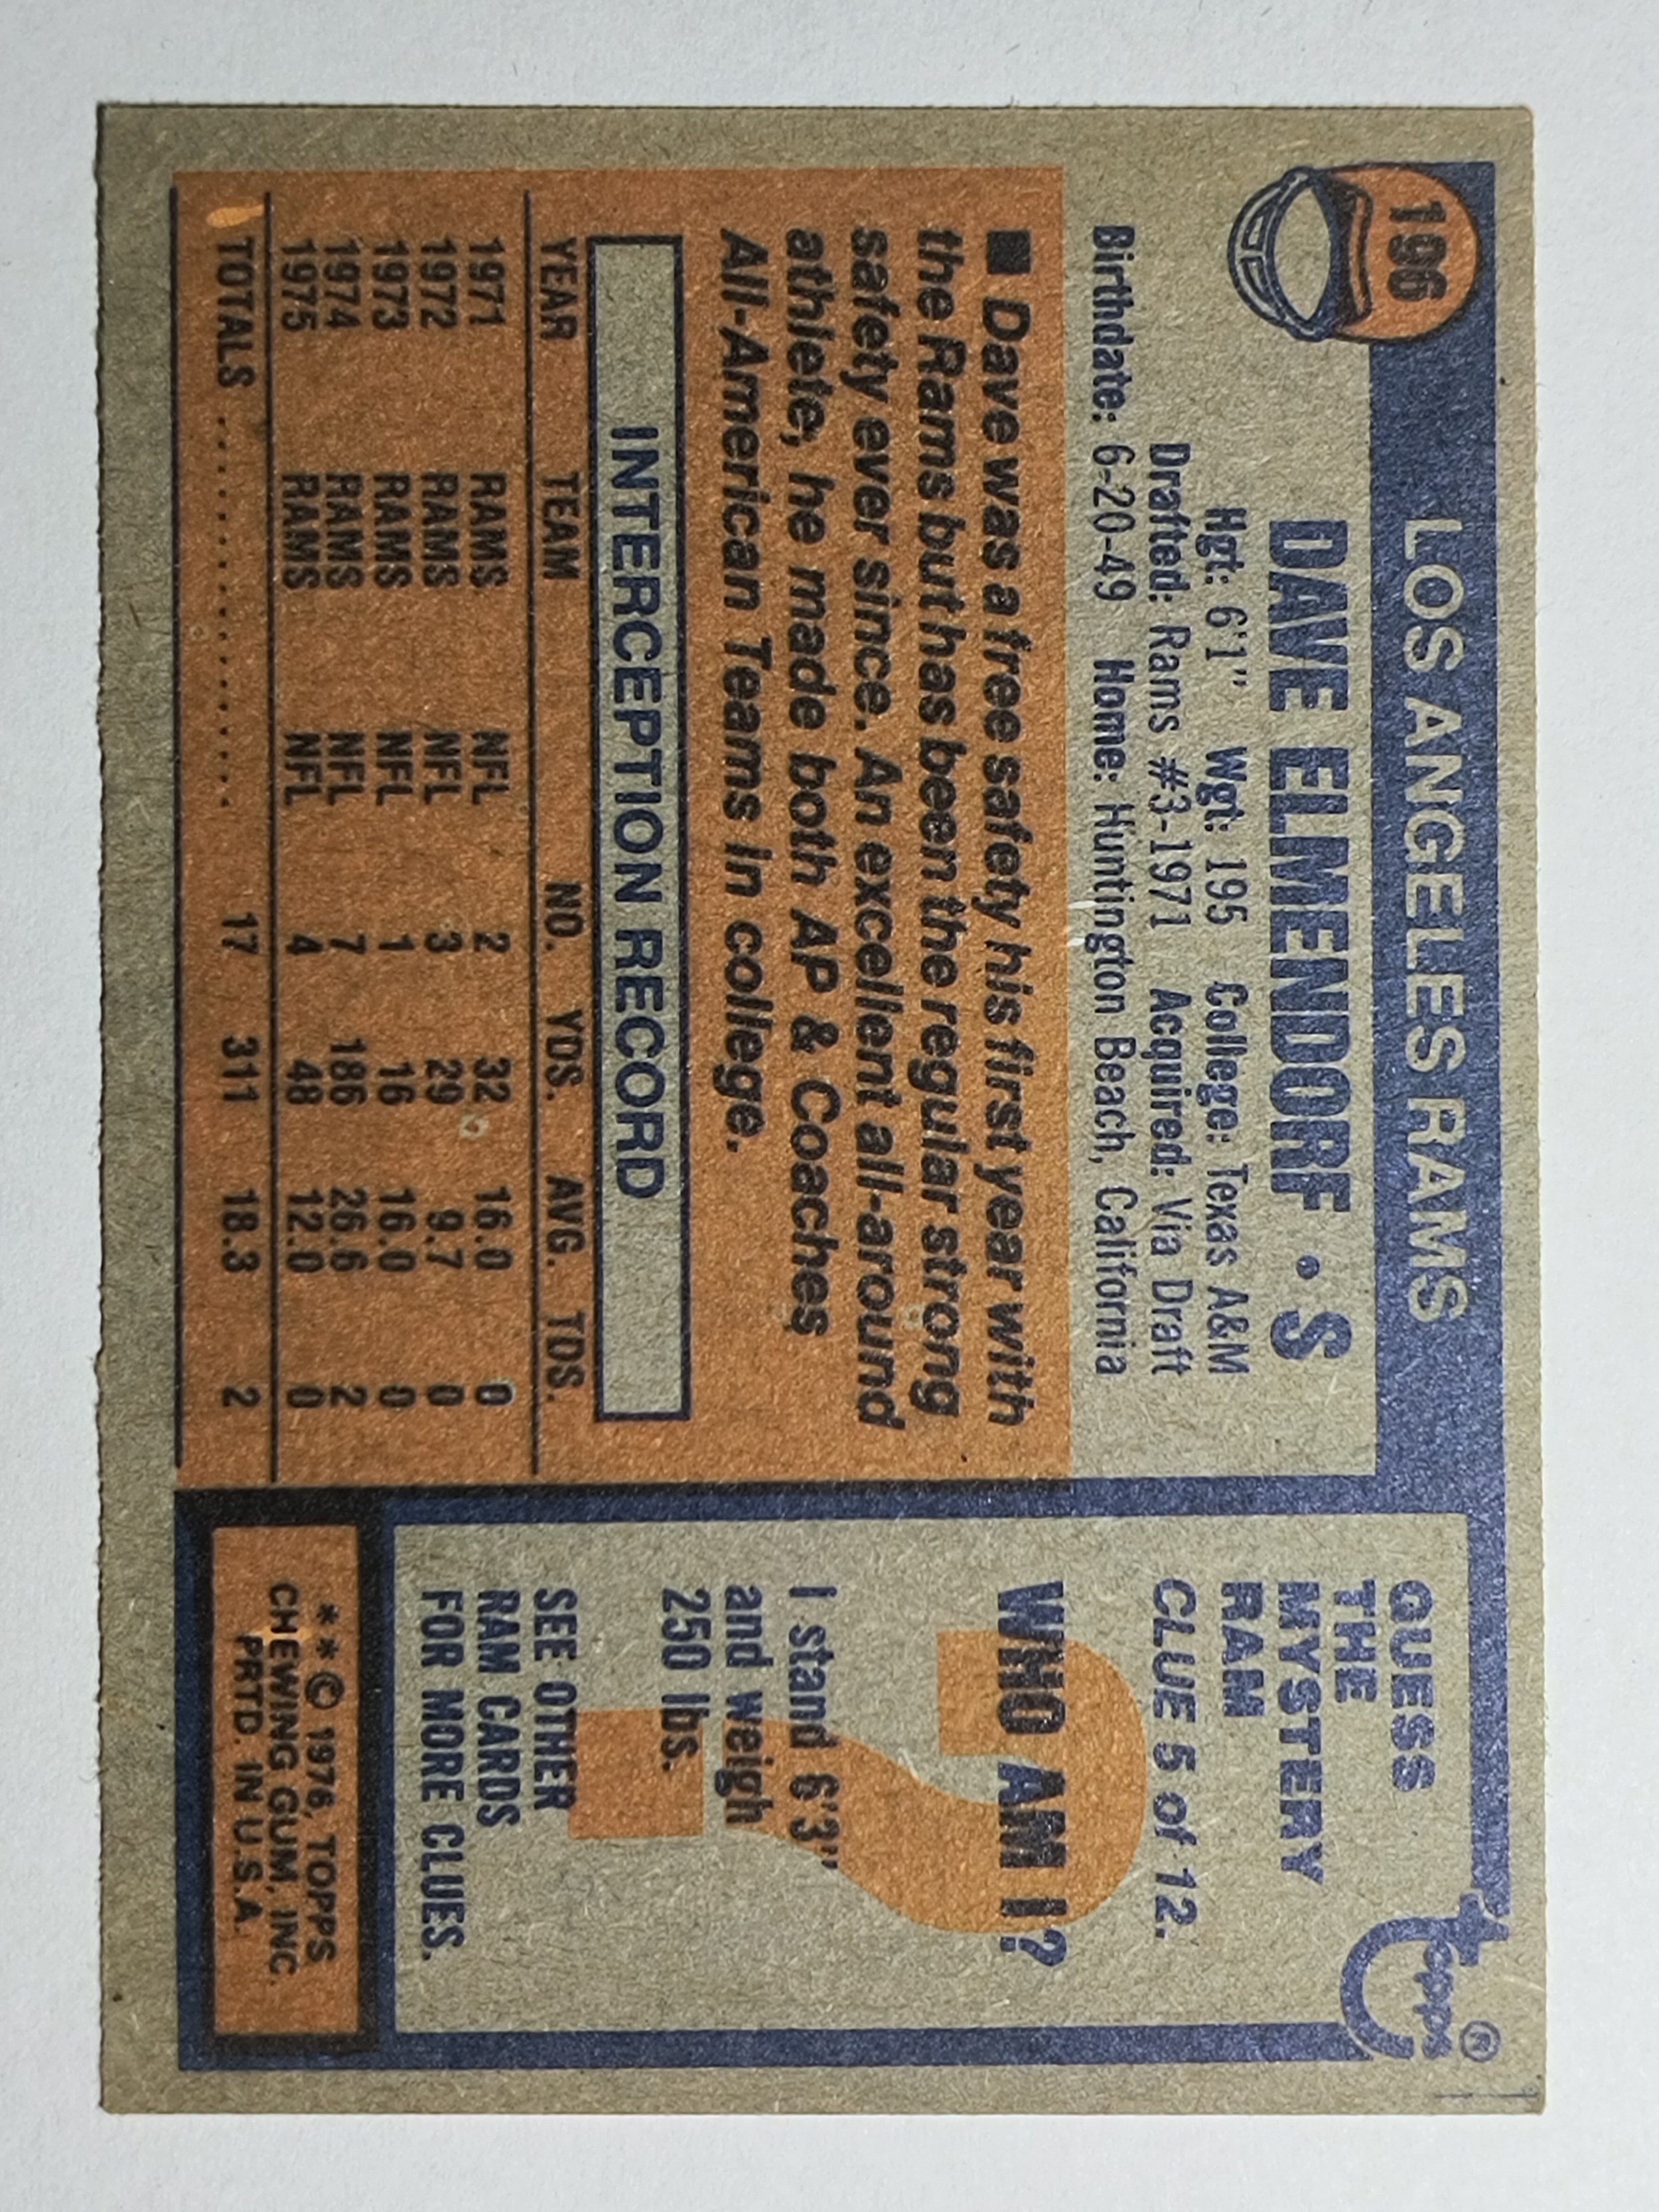 196
LOS ANGELES RAMS
DAVE ELMENDORF • S
Hgt: 6'1" Wgt: 195 College: Texas A&M
Drafted: Rams #3-1971 Acquired: Via Draft
Birthdate: 6-20-49 Home: Huntington Beach, California
■ Dave was a free safety his first year with
the Rams but has been the regular strong
safety ever since. An excellent all-around
athlete, he made both AP & Coaches
All-American Teams in college.
INTERCEPTION RECORD
YEAR TEAM NO. YDS. AVG. TDS.
1971 RAMS NFL 2 32 16.0 0
1972 RAMS NFL 3 29 9.7 0
1973 RAMS NFL 1 16 16.0 0
1974 RAMS NFL 7 186 26.6 2
1975 RAMS NFL 4 48 12.0 0
TOTALS .................. 17 311 18.3 2
topps ®
GUESS
THE
MYSTERY
RAM
CLUE 5 of 12.
WHO AM I?
I stand 6'3"
and weigh
250 lbs.
SEE OTHER
RAM CARDS
FOR MORE CLUES.
**© 1976, TOPPS
CHEWING GUM, INC.
PRTD. IN U.S.A.